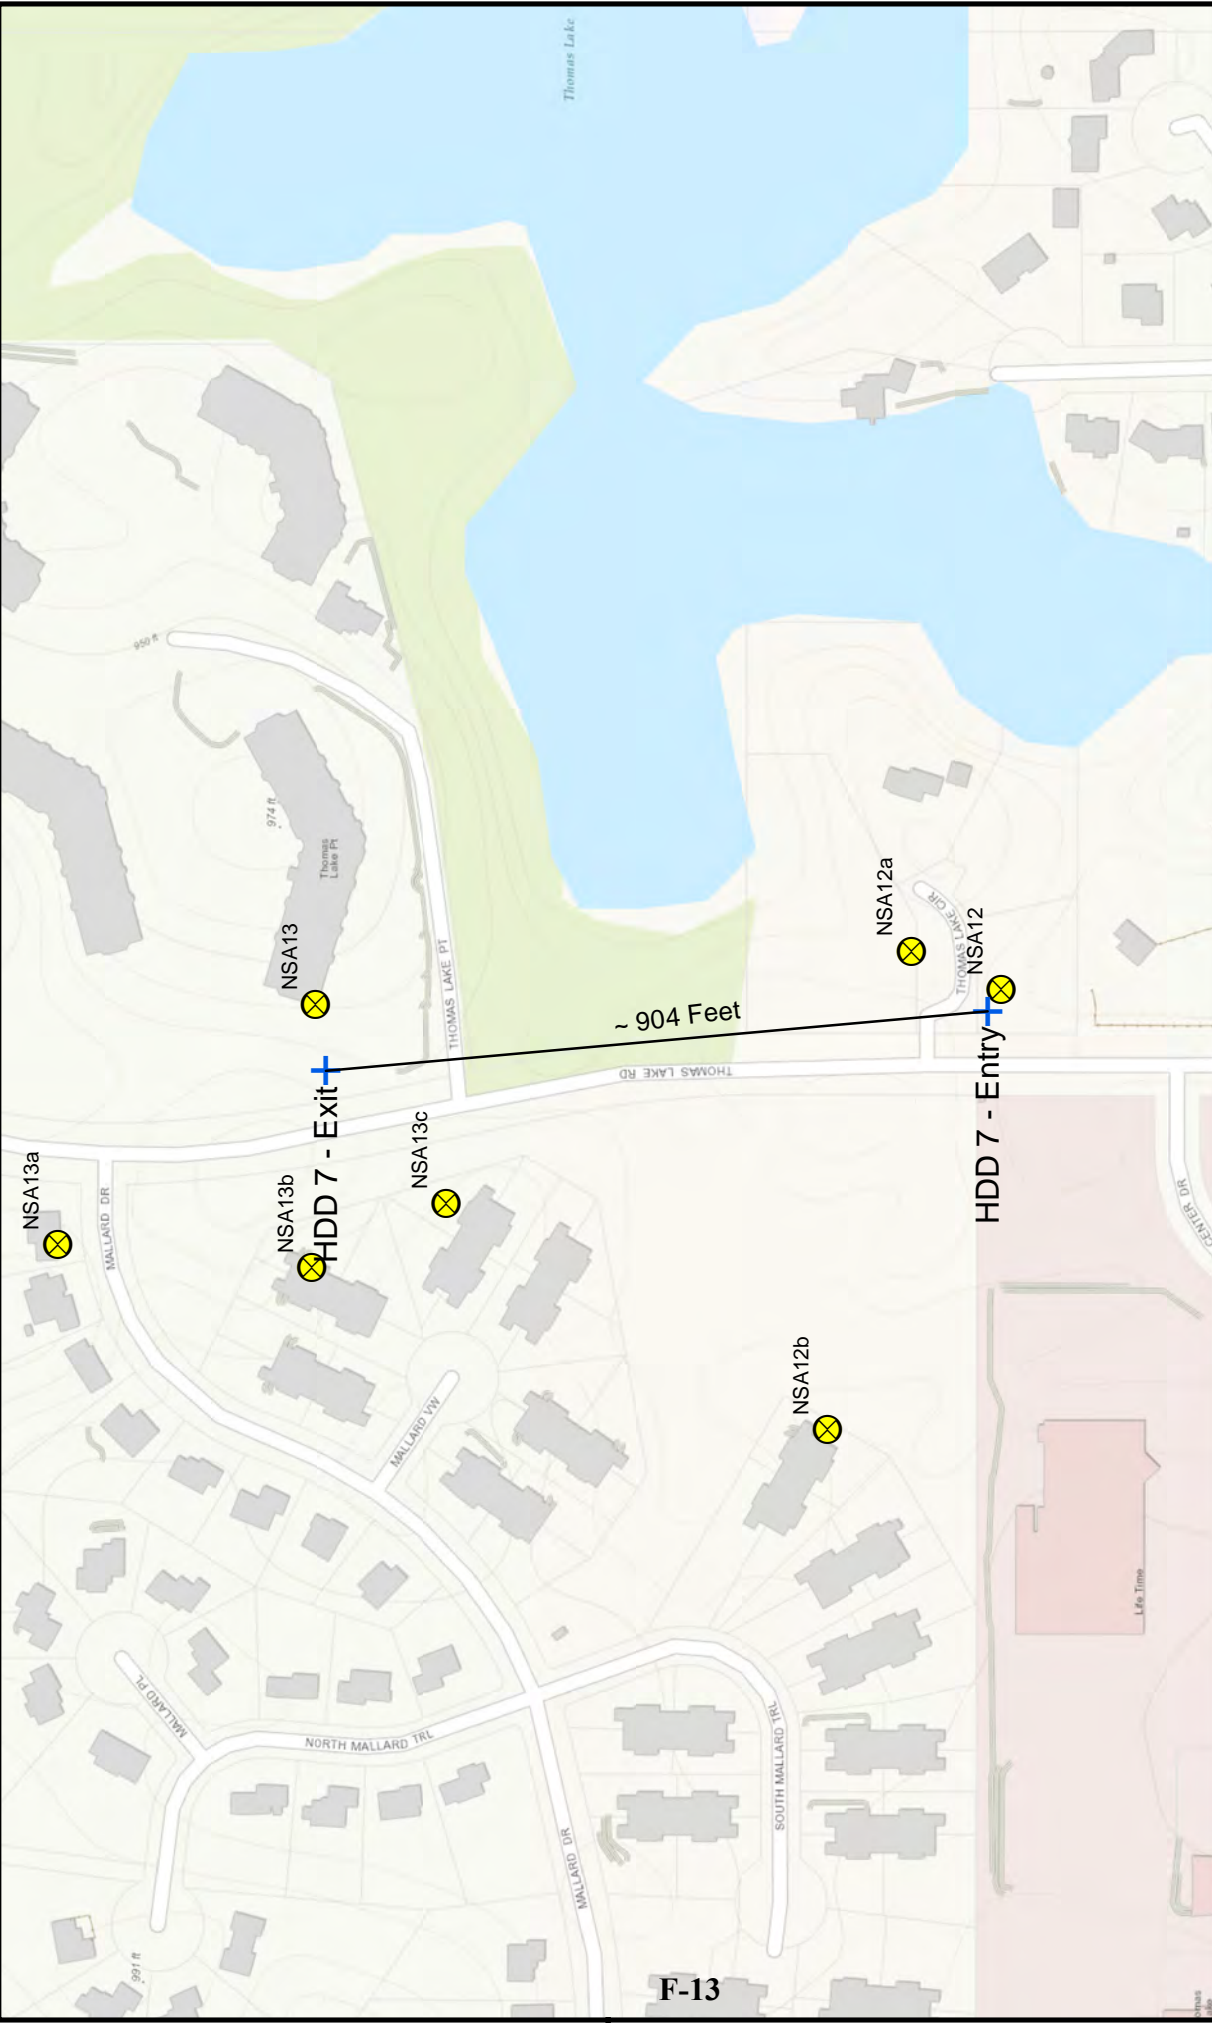 Thomas Lake
950 ft
974 ft
Thomas
Lake Pt
NSA13
THOMAS LAKE PT
NSA12a
THOMAS LAKE CIR
NSA12
~ 904 Feet
THOMAS LAKE RD
HDD 7 - Exit
HDD 7 - Entry
NSA13a
MALLARD DR
NSA13b
NSA13c
CENTER DR
NSA12b
MALLARD VW
Life Time
MALLARD PL
NORTH MALLARD TRL
SOUTH MALLARD TRL
MALLARD DR
991 ft
F-13